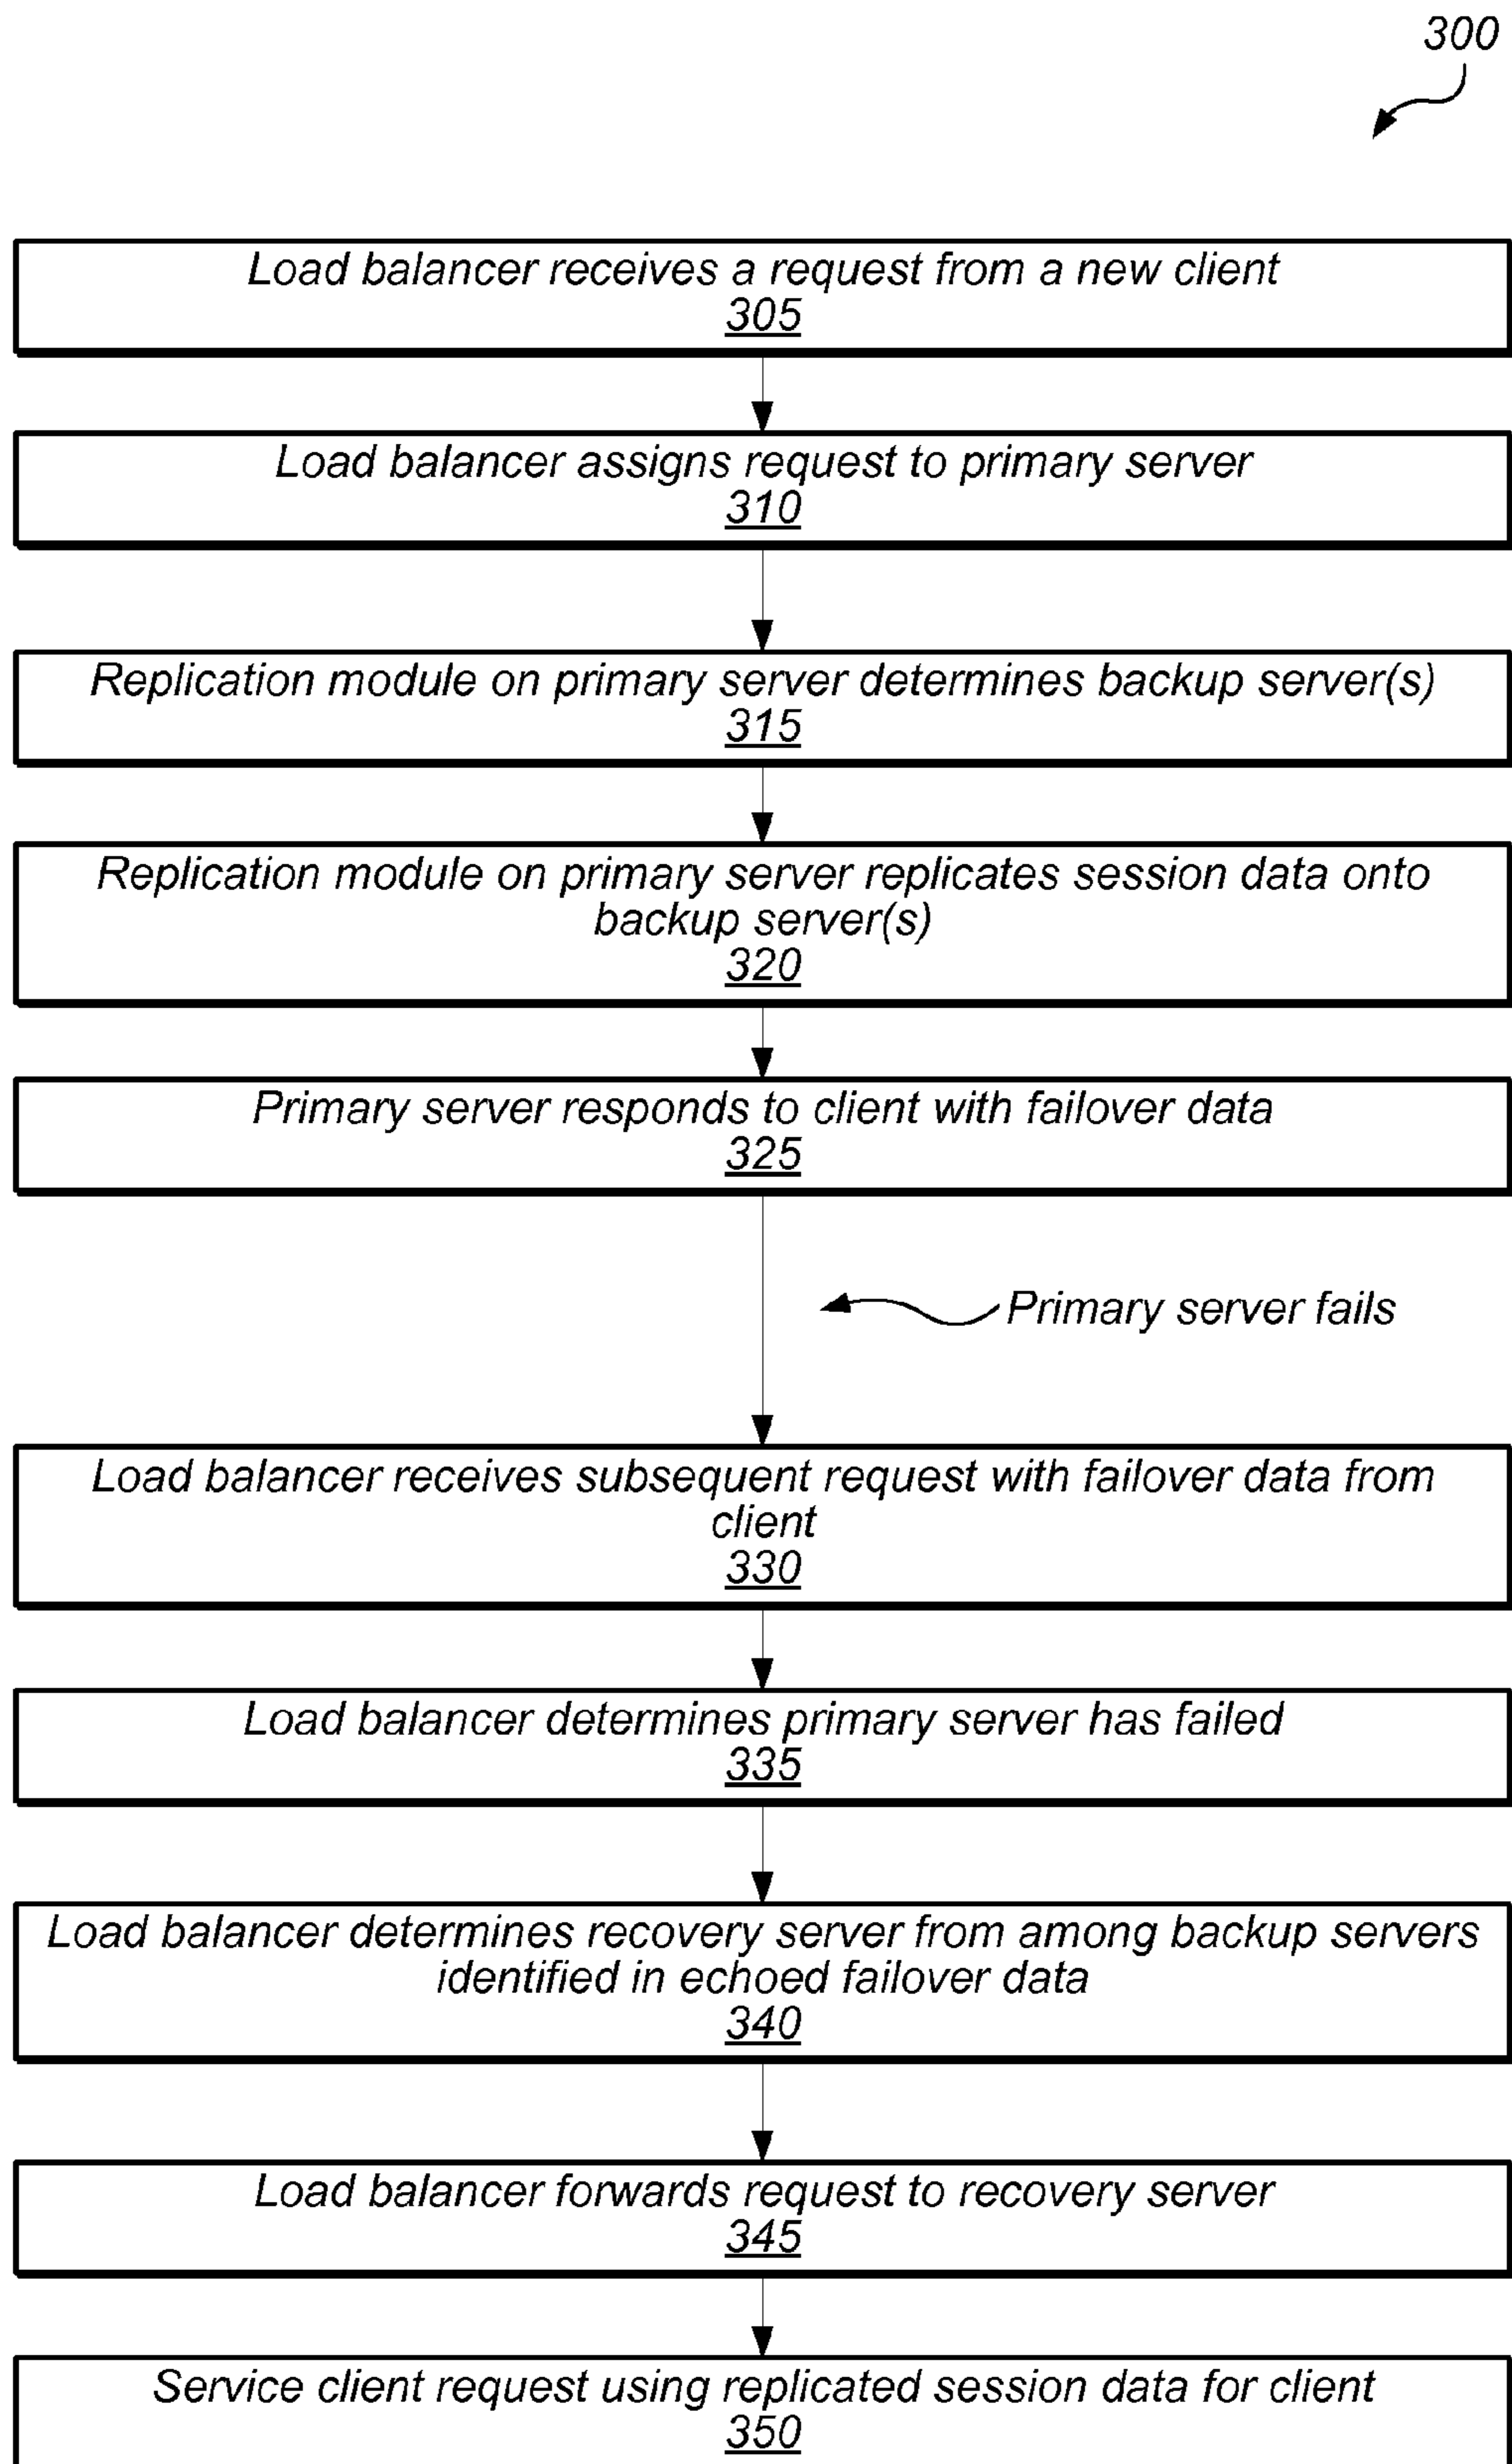 300
Load balancer receives a request from a new client
305
Load balancer assigns request to primary server
310
Replication module on primary server determines backup server(s)
315
Replication module on primary server replicates session data onto
backup server(s)
320
Primary server responds to client with failover data
325
Primary server fails
Load balancer receives subsequent request with failover data from
client
330
Load balancer determines primary server has failed
335
Load balancer determines recovery server from among backup servers
identified in echoed failover data
340
Load balancer forwards request to recovery server
345
Service client request using replicated session data for client
350